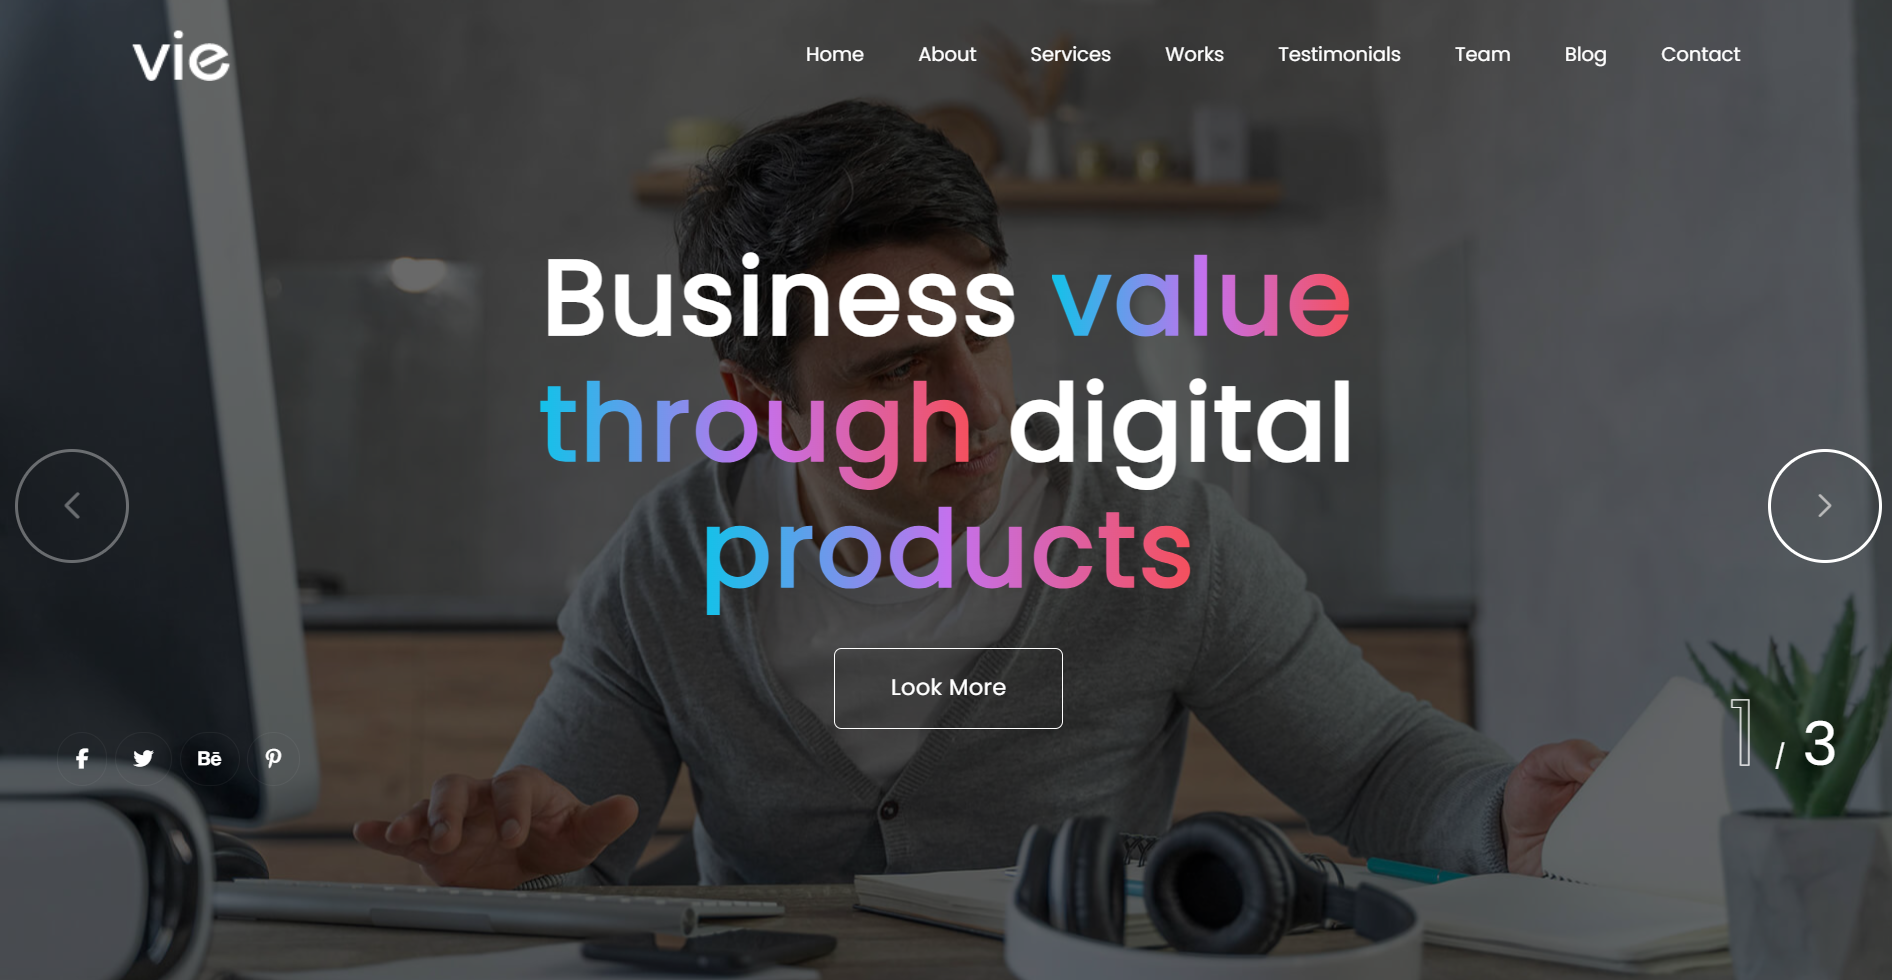 vie
Home About Services Works Testimonials Team Blog Contact
Business value
through digital
products
Look More
Bē
1 / 3